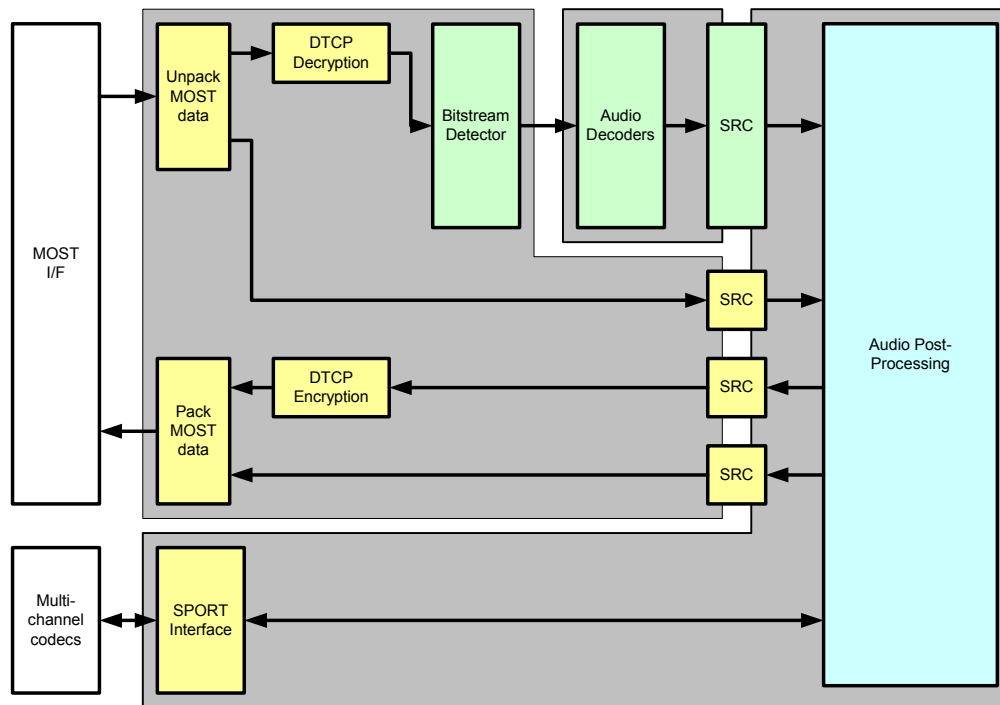 MOST
I/F
Unpack
MOST
data
DTCP
Decryption
Bitstream
Detector
Audio
Decoders
SRC
SRC
Audio Post-
Processing
Pack
MOST
data
DTCP
Encryption
SRC
SRC
Multi-
channel
codecs
SPORT
Interface